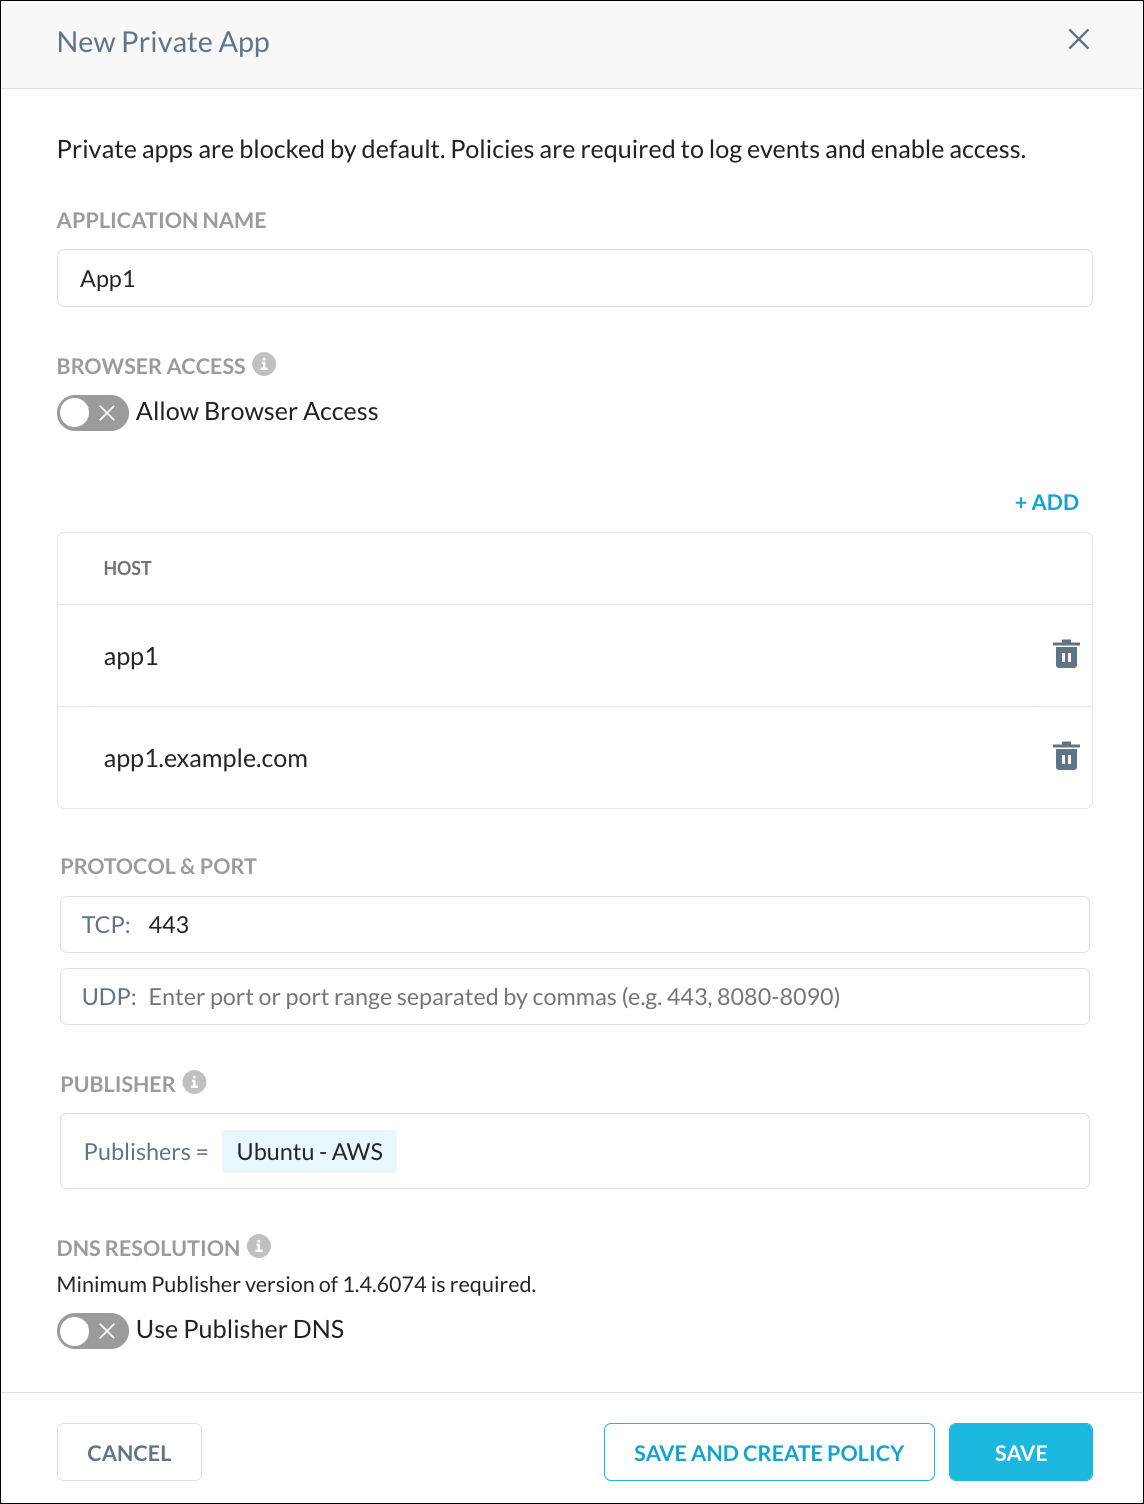 New Private App
Private apps are blocked by default. Policies are required to log events and enable access.
APPLICATION NAME
App1
BROWSER ACCESS
Allow Browser Access
+ ADD
HOST
app1
app1.example.com
PROTOCOL & PORT
TCP: 443
UDP: Enter port or port range separated by commas (e.g. 443, 8080-8090)
PUBLISHER
Publishers = Ubuntu - AWS
DNS RESOLUTION
Minimum Publisher version of 1.4.6074 is required.
Use Publisher DNS
CANCEL
SAVE AND CREATE POLICY
SAVE